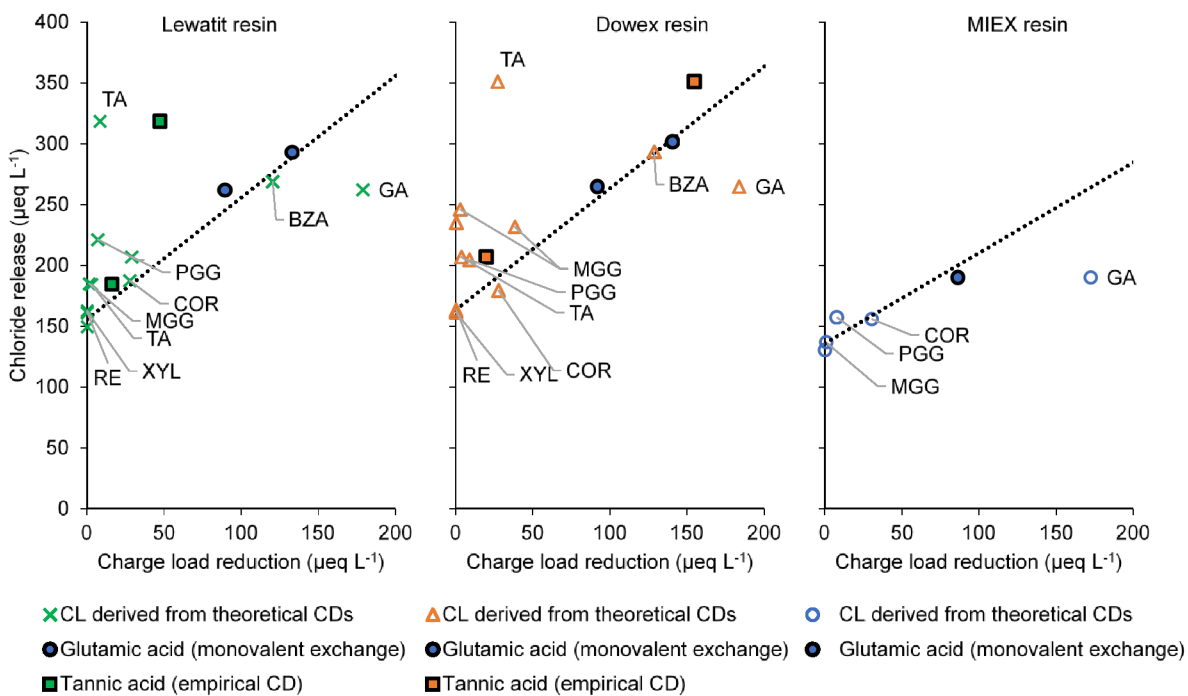 Lewatit resin
Dowex resin
MIEX resin
Chloride release (µeq L⁻¹)
400
350
300
250
200
150
100
50
0
TA
GA
BZA
PGG
COR
MGG
TA
XYL
RE
0 50 100 150 200
Charge load reduction (µeq L⁻¹)
TA
BZA
GA
MGG
PGG
TA
RE
XYL
COR
0 50 100 150 200
Charge load reduction (µeq L⁻¹)
GA
COR
PGG
MGG
0 50 100 150 200
Charge load reduction (µeq L⁻¹)
CL derived from theoretical CDs
CL derived from theoretical CDs
CL derived from theoretical CDs
Glutamic acid (monovalent exchange)
Glutamic acid (monovalent exchange)
Glutamic acid (monovalent exchange)
Tannic acid (empirical CD)
Tannic acid (empirical CD)